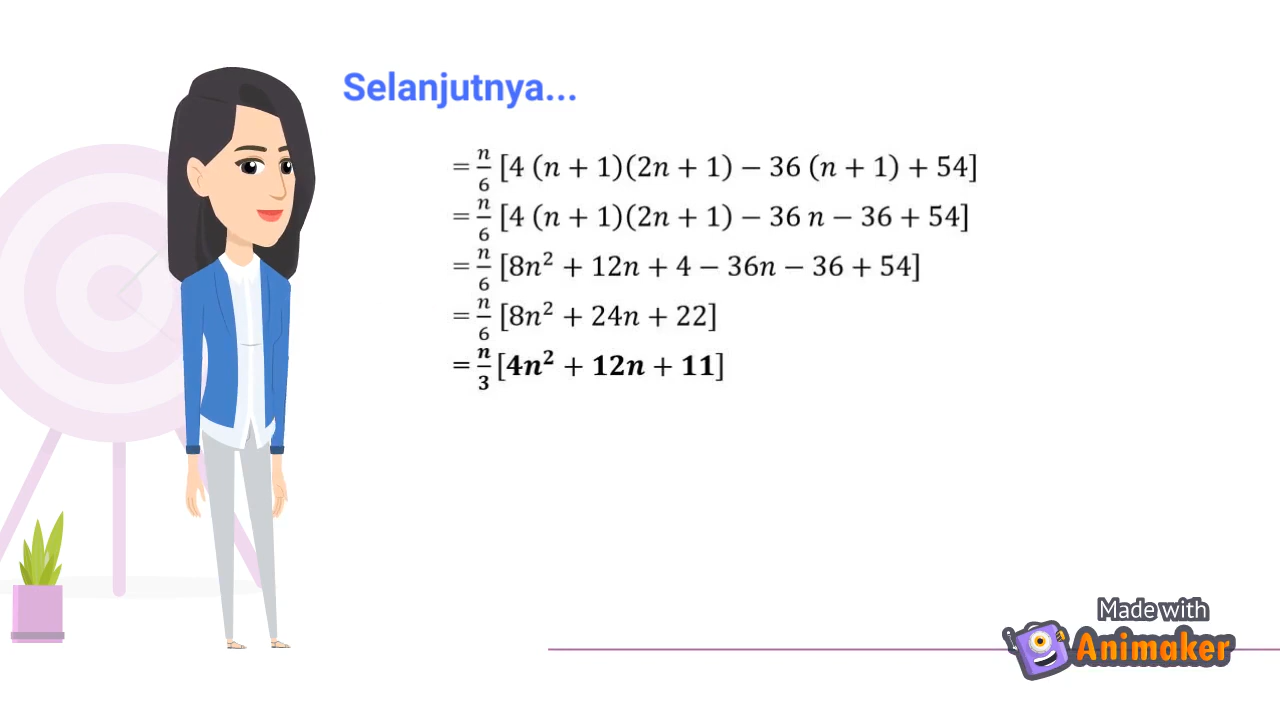 Selanjutnya...
= n/6 [4 (n + 1)(2n + 1) − 36 (n + 1) + 54]
= n/6 [4 (n + 1)(2n + 1) − 36 n − 36 + 54]
= n/6 [8n² + 12n + 4 − 36n − 36 + 54]
= n/6 [8n² + 24n + 22]
= n/3 [4n² + 12n + 11]
Made with
Animaker